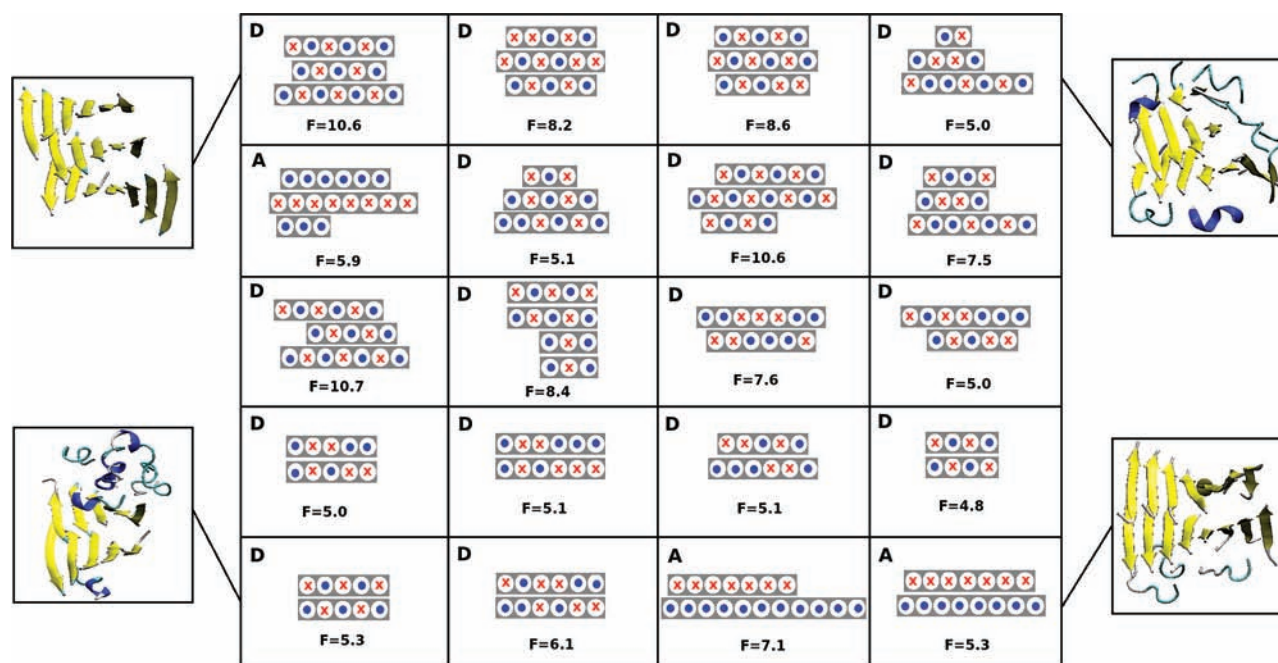 D D D D
F=10.6 F=8.2 F=8.6 F=5.0
A D D D
F=5.9 F=5.1 F=10.6 F=7.5
D D D D
F=10.7 F=8.4 F=7.6 F=5.0
D D D D
F=5.0 F=5.1 F=5.1 F=4.8
D D A A
F=5.3 F=6.1 F=7.1 F=5.3